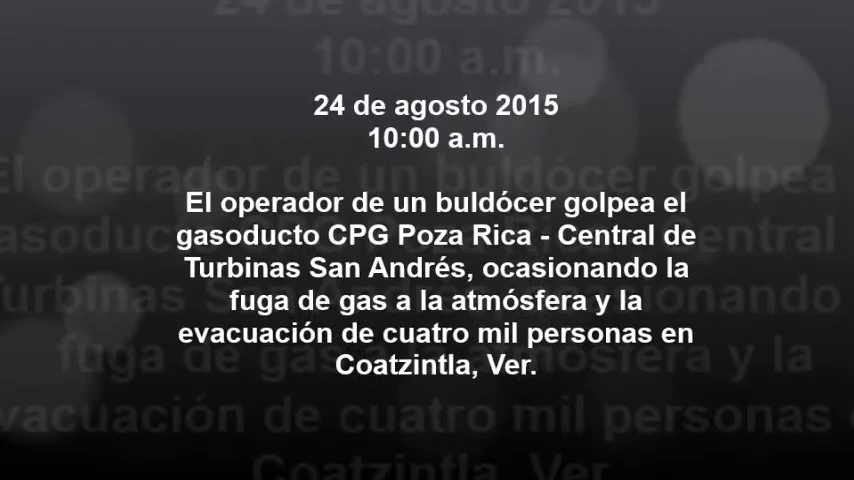 24 de agosto 2015
10:00 a.m.
El operador de un buldócer golpea el
gasoducto CPG Poza Rica - Central de
Turbinas San Andrés, ocasionando la
fuga de gas a la atmósfera y la
evacuación de cuatro mil personas en
Coatzintla, Ver.